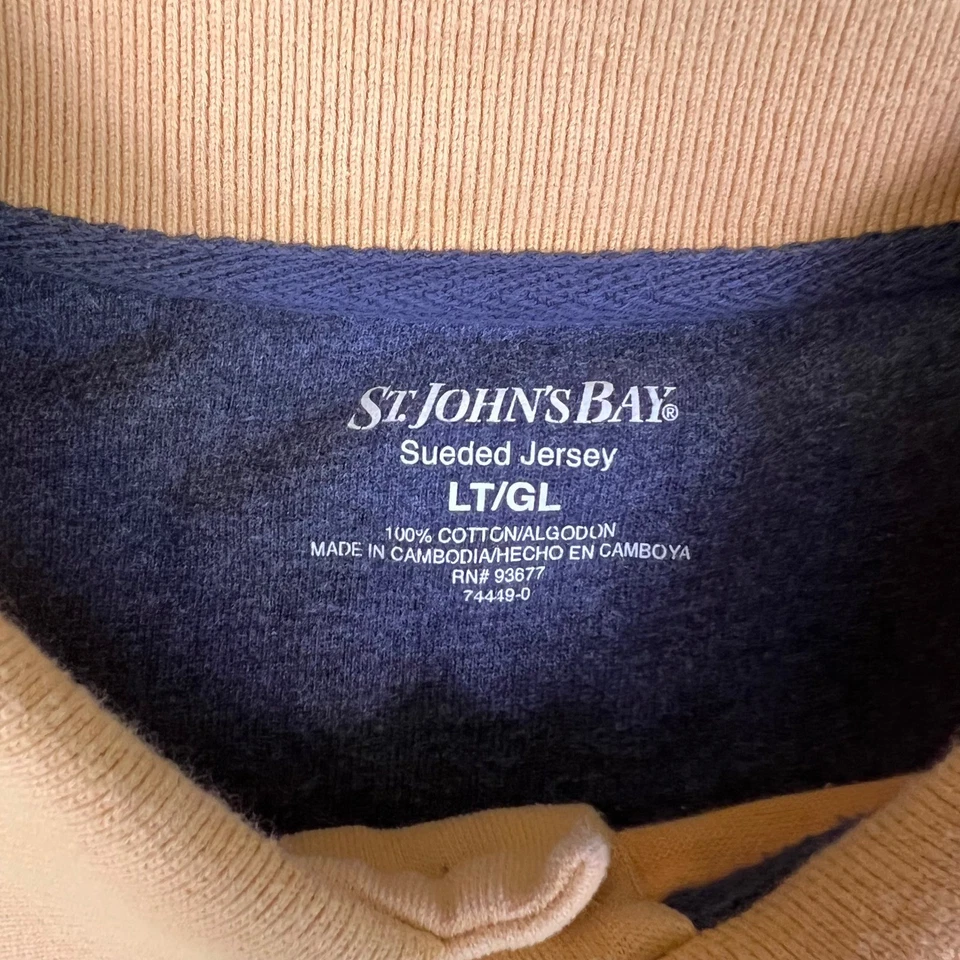 ST. JOHN'S BAY®
Sueded Jersey
LT/GL
100% COTTON/ALGODON
MADE IN CAMBODIA/HECHO EN CAMBOYA
RN# 93677
74449-0